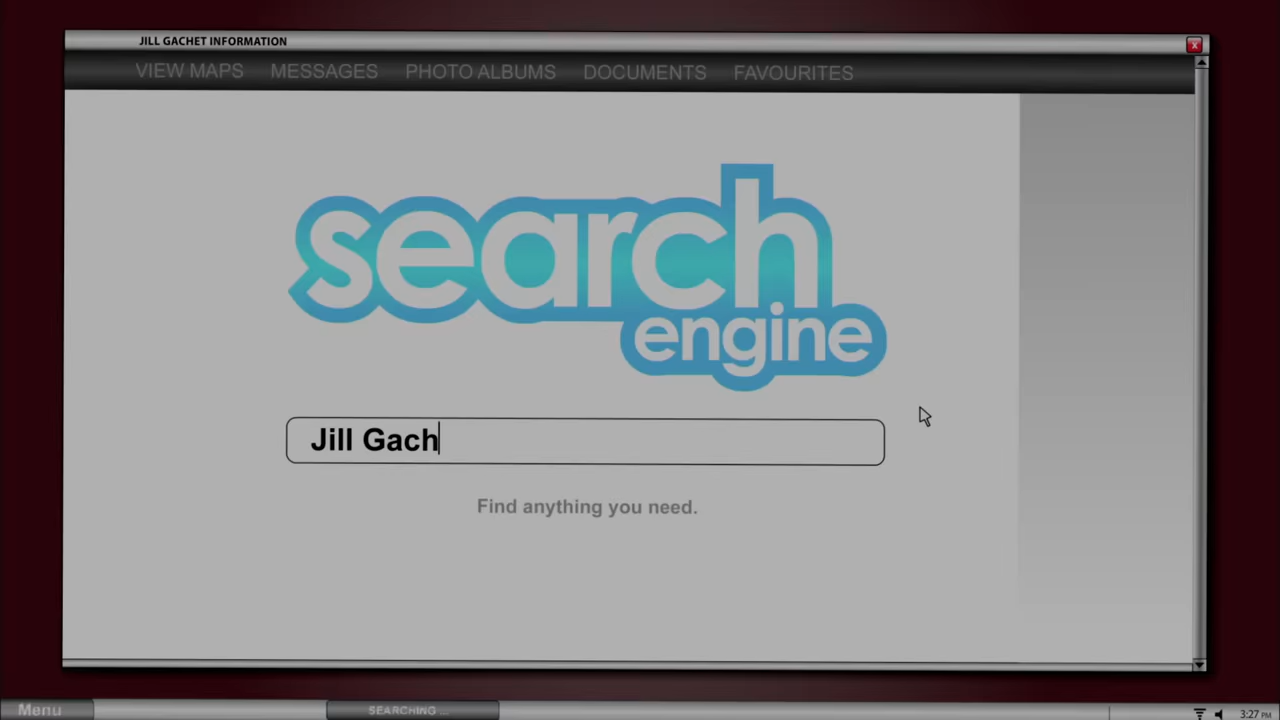 JILL GACHET INFORMATION
X
VIEW MAPS MESSAGES PHOTO ALBUMS DOCUMENTS FAVOURITES
search
engine
Jill Gach
Find anything you need.
Menu SEARCHING ... 3:27 PM